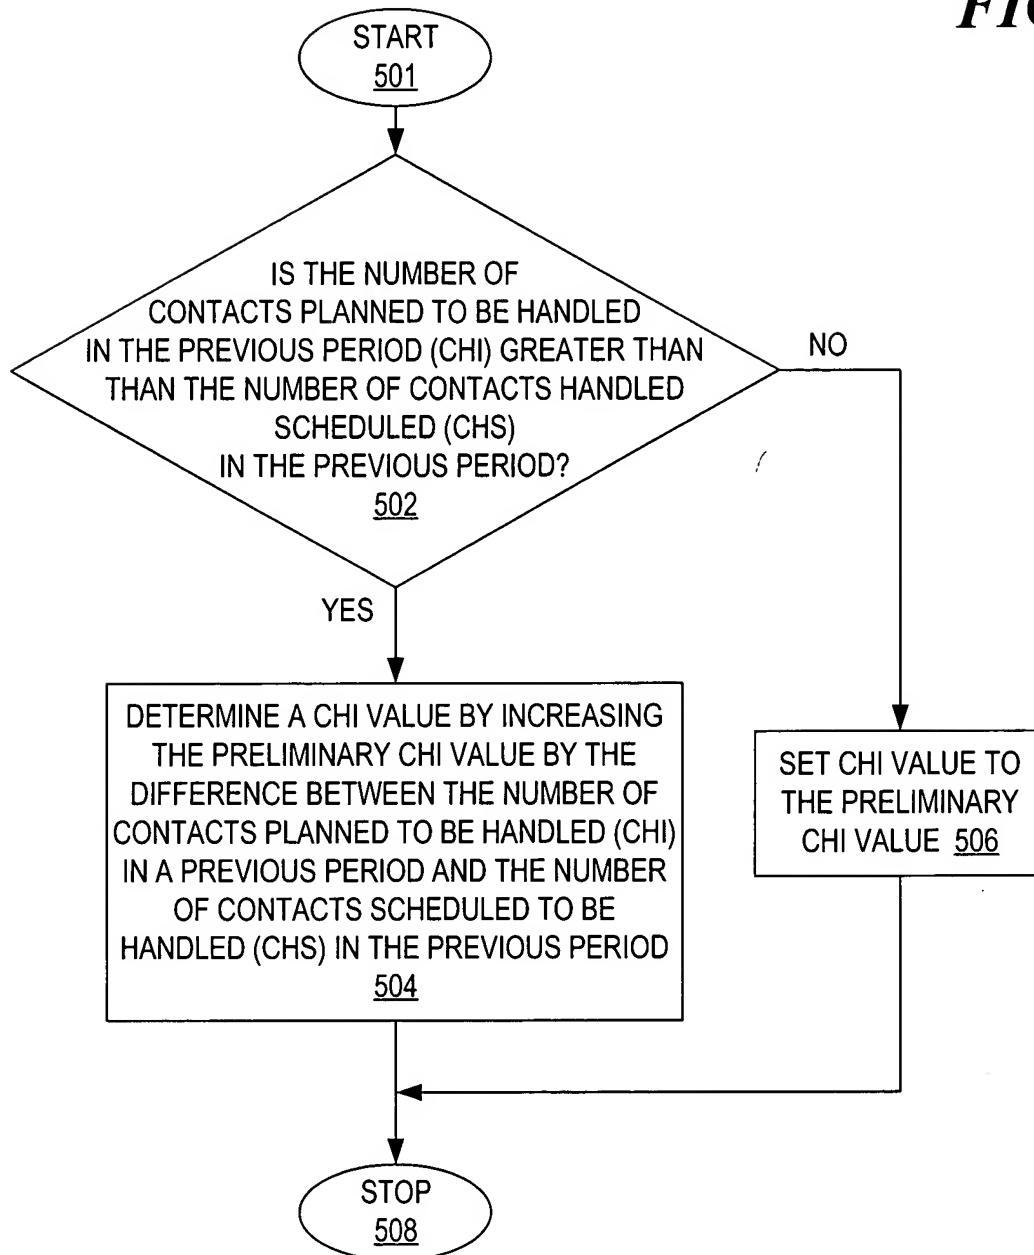 FIG
START
501
IS THE NUMBER OF
CONTACTS PLANNED TO BE HANDLED
IN THE PREVIOUS PERIOD (CHI) GREATER THAN
THAN THE NUMBER OF CONTACTS HANDLED
SCHEDULED (CHS)
IN THE PREVIOUS PERIOD?
502
NO
YES
DETERMINE A CHI VALUE BY INCREASING
THE PRELIMINARY CHI VALUE BY THE
DIFFERENCE BETWEEN THE NUMBER OF
CONTACTS PLANNED TO BE HANDLED (CHI)
IN A PREVIOUS PERIOD AND THE NUMBER
OF CONTACTS SCHEDULED TO BE
HANDLED (CHS) IN THE PREVIOUS PERIOD
504
SET CHI VALUE TO
THE PRELIMINARY
CHI VALUE 506
STOP
508